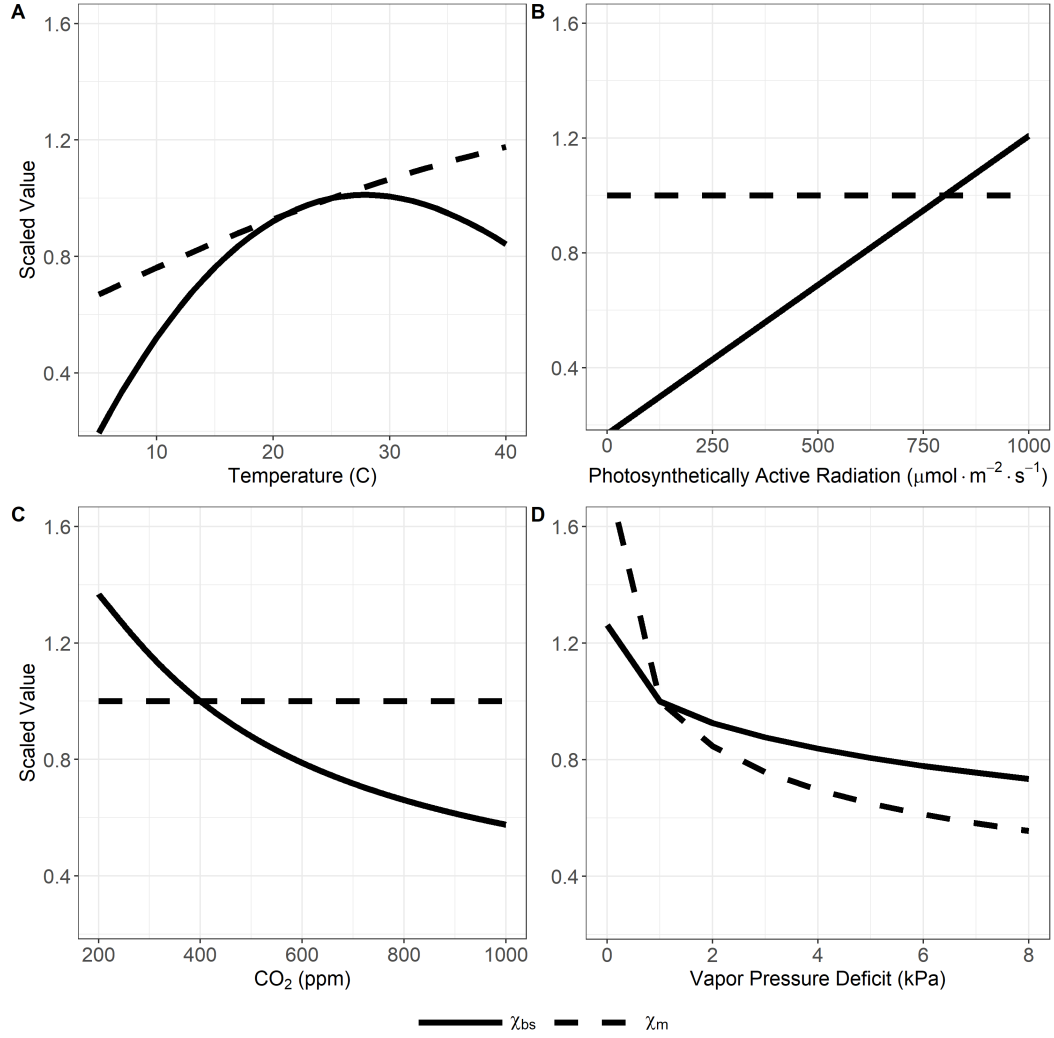 A
Scaled Value
1.6
1.2
0.8
0.4
10 20 30 40
Temperature (C)
B
1.6
1.2
0.8
0.4
0 250 500 750 1000
Photosynthetically Active Radiation (μmol · m⁻² · s⁻¹)
C
Scaled Value
1.6
1.2
0.8
0.4
200 400 600 800 1000
CO₂ (ppm)
D
1.6
1.2
0.8
0.4
0 2 4 6 8
Vapor Pressure Deficit (kPa)
χbs χm